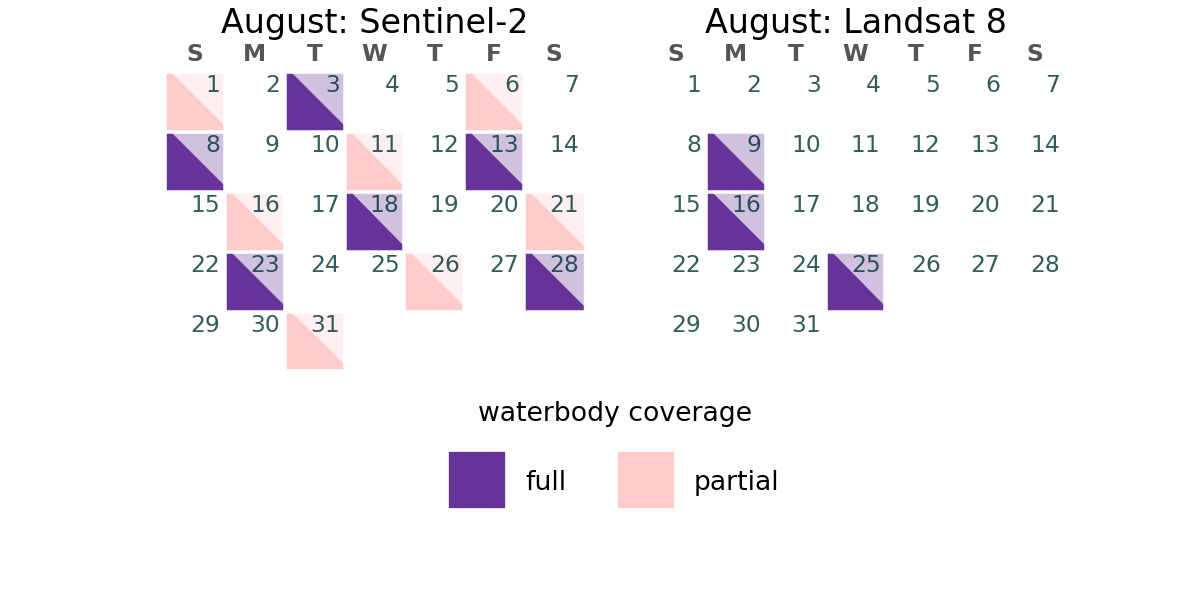 August: Sentinel-2
S M T W T F S
1 2 3 4 5 6 7
8 9 10 11 12 13 14
15 16 17 18 19 20 21
22 23 24 25 26 27 28
29 30 31
August: Landsat 8
S M T W T F S
1 2 3 4 5 6 7
8 9 10 11 12 13 14
15 16 17 18 19 20 21
22 23 24 25 26 27 28
29 30 31
waterbody coverage
full
partial